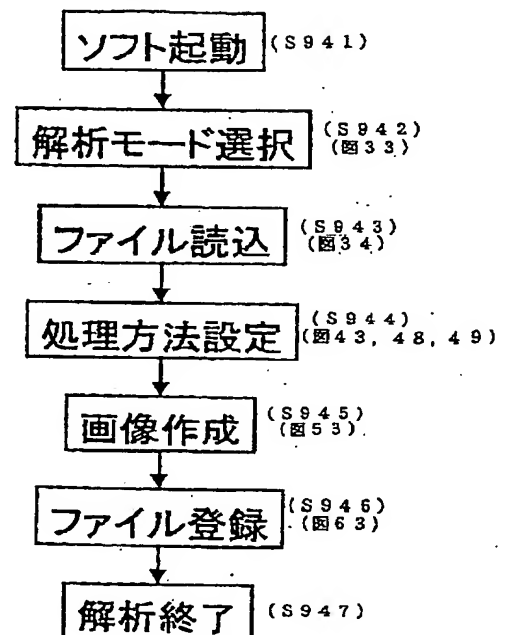 ソフト起動 (S941)
解析モード選択 (S942)
(図33)
ファイル読込 (S943)
(図34)
処理方法設定 (S944)
(図43, 48, 49)
画像作成 (S945)
(図53)
ファイル登録 (S946)
(図63)
解析終了 (S947)